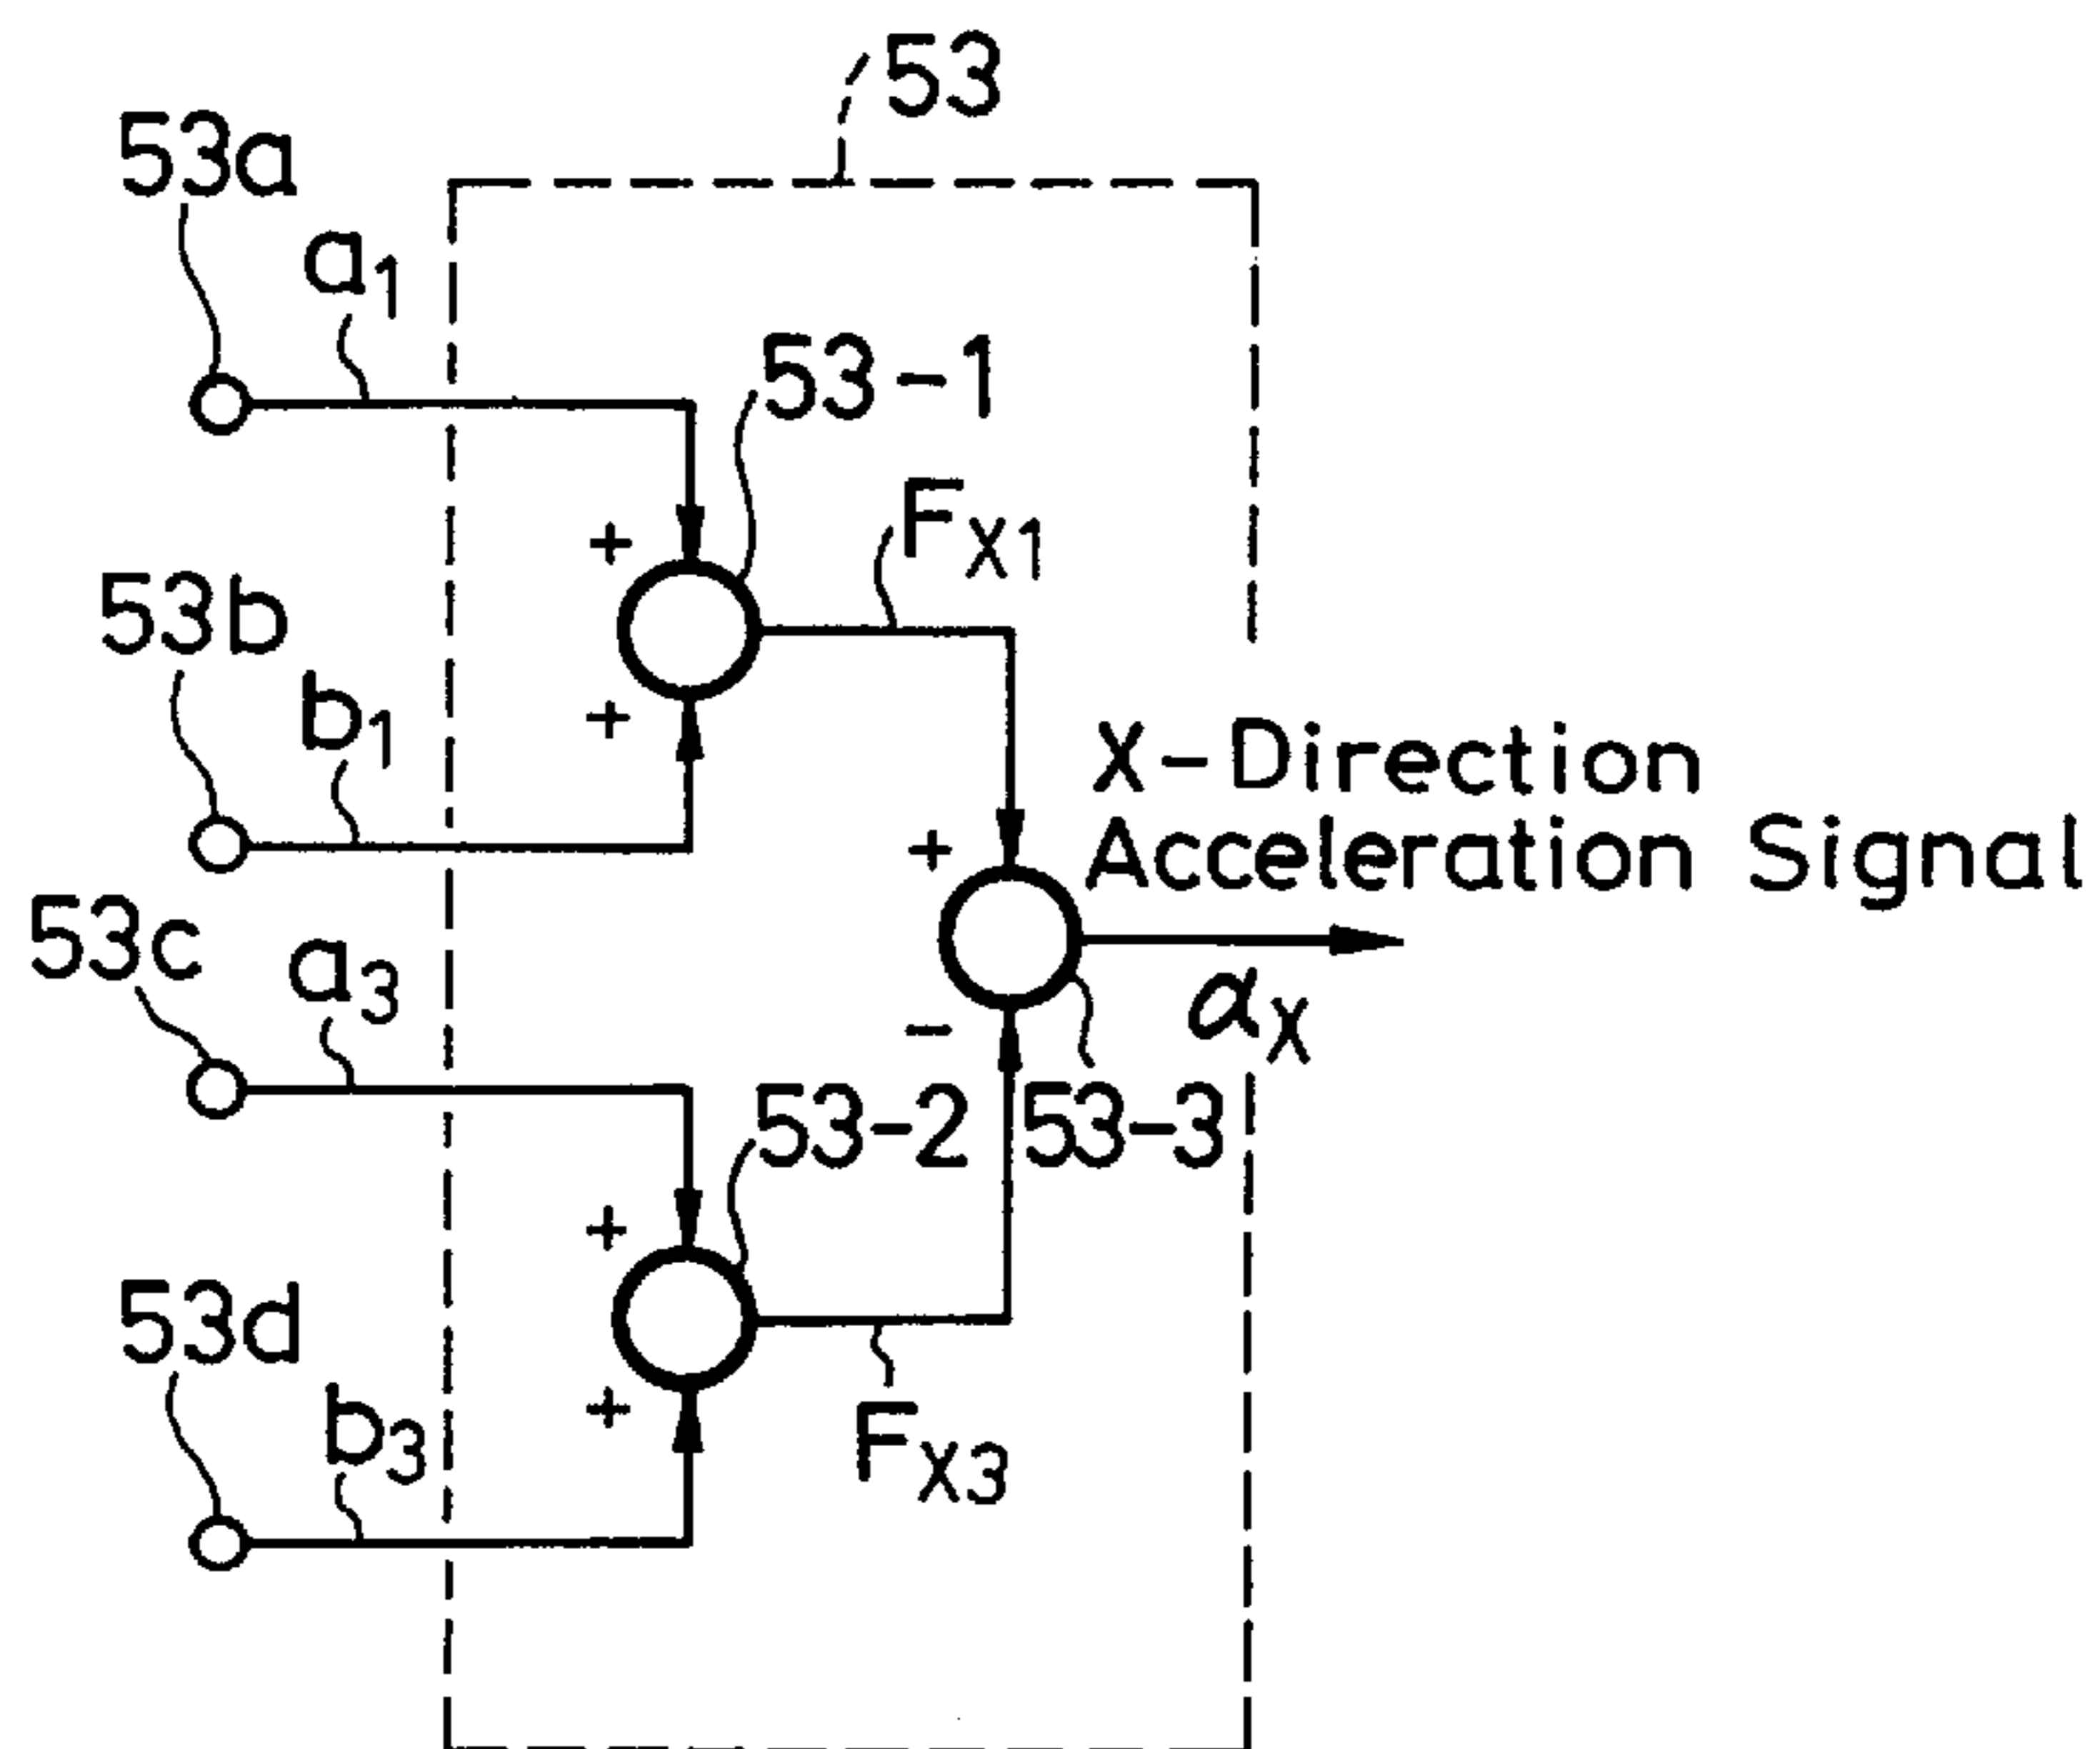 53
53a
a1
53-1
+
Fx1
53b
b1
+
X-Direction
Acceleration Signal
+
53c
a3
αx
-
53-2
53-3
+
53d
b3
+
Fx3